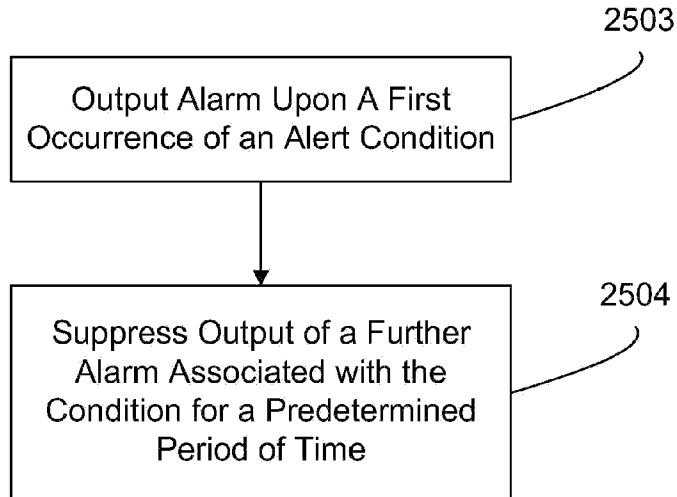 2503
Output Alarm Upon A First
Occurrence of an Alert Condition
2504
Suppress Output of a Further
Alarm Associated with the
Condition for a Predetermined
Period of Time